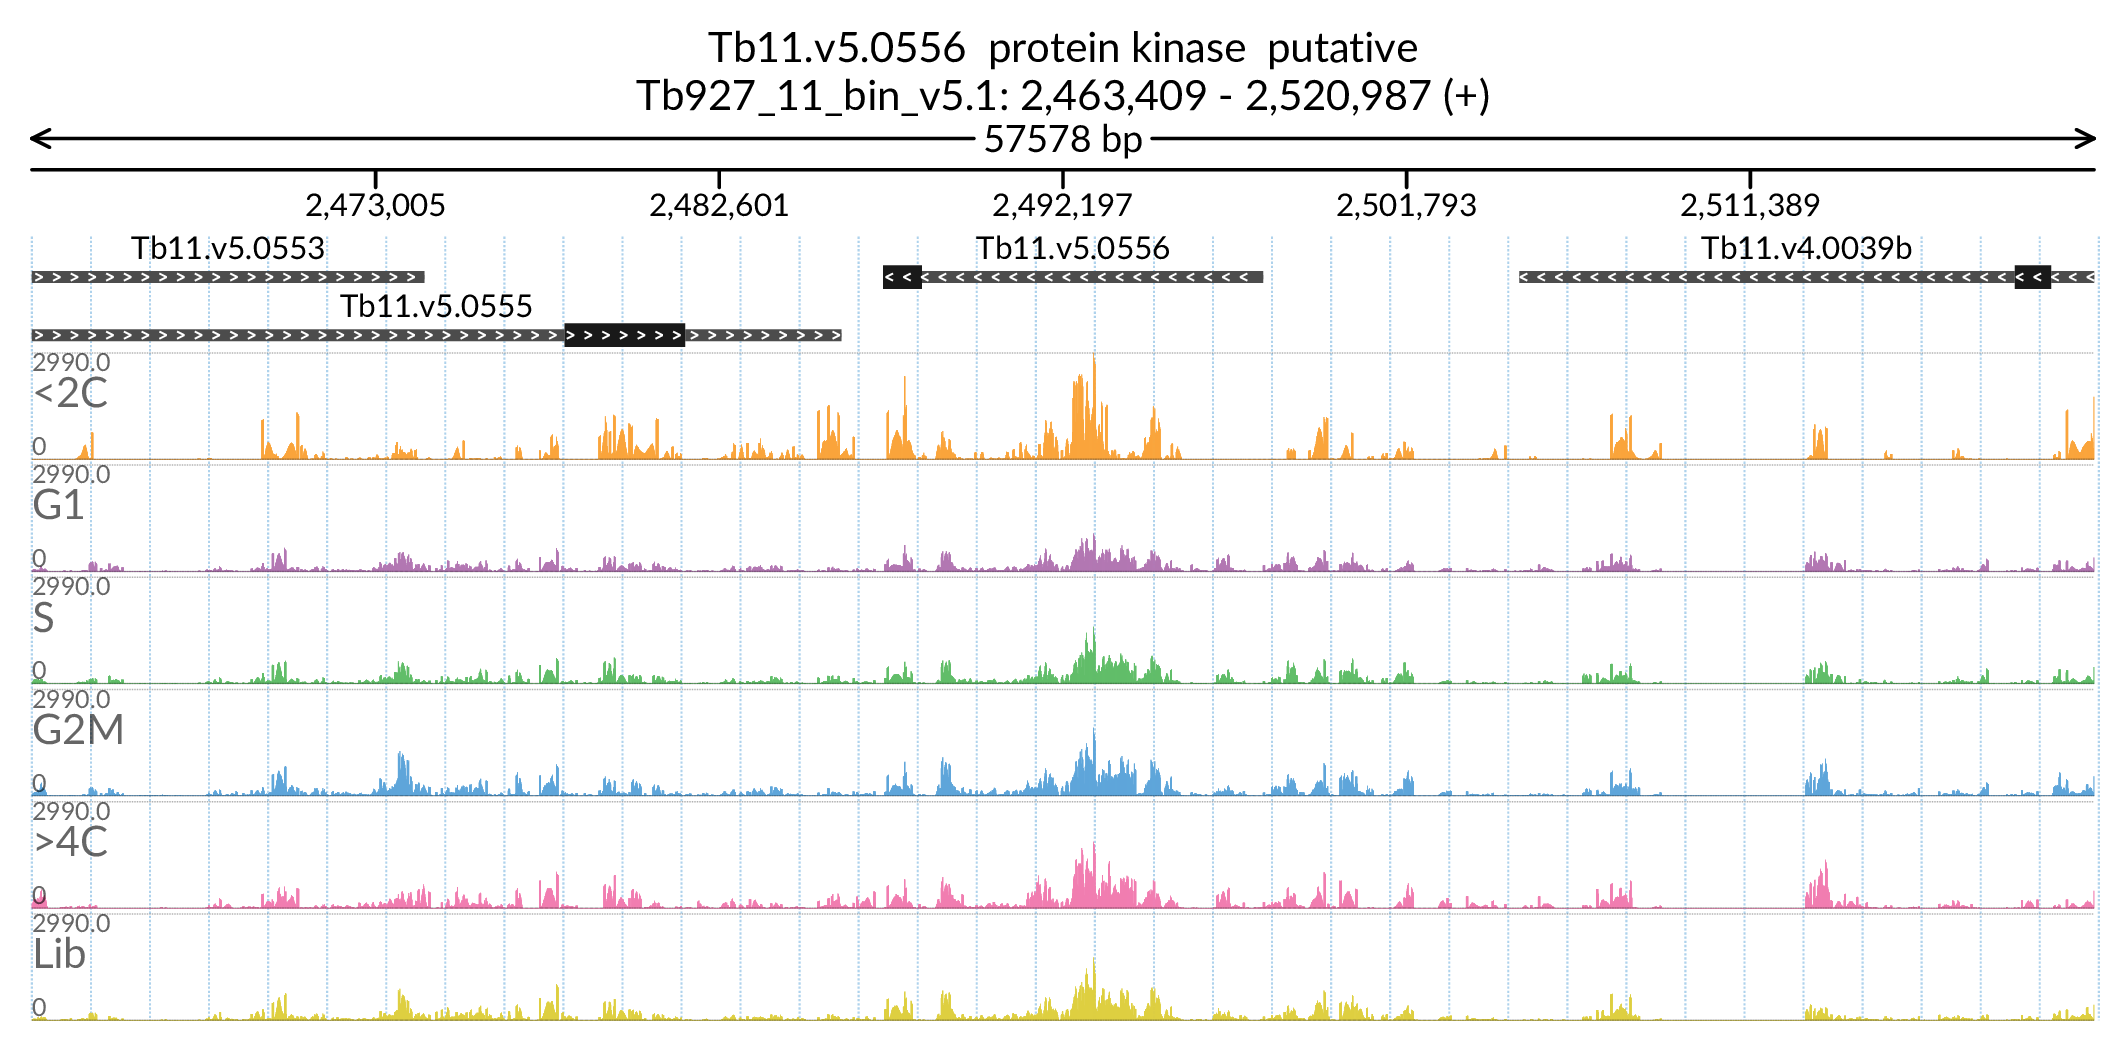 Tb11.v5.0556 protein kinase putative
Tb927_11_bin_v5.1: 2,463,409 - 2,520,987 (+)
57578 bp
2,473,005 2,482,601 2,492,197 2,501,793 2,511,389
Tb11.v5.0553 Tb11.v5.0556 Tb11.v4.0039b
Tb11.v5.0555
2990.0
<2C
0
2990.0
G1
0
2990.0
S
0
2990.0
G2M
0
2990.0
>4C
0
2990.0
Lib
0